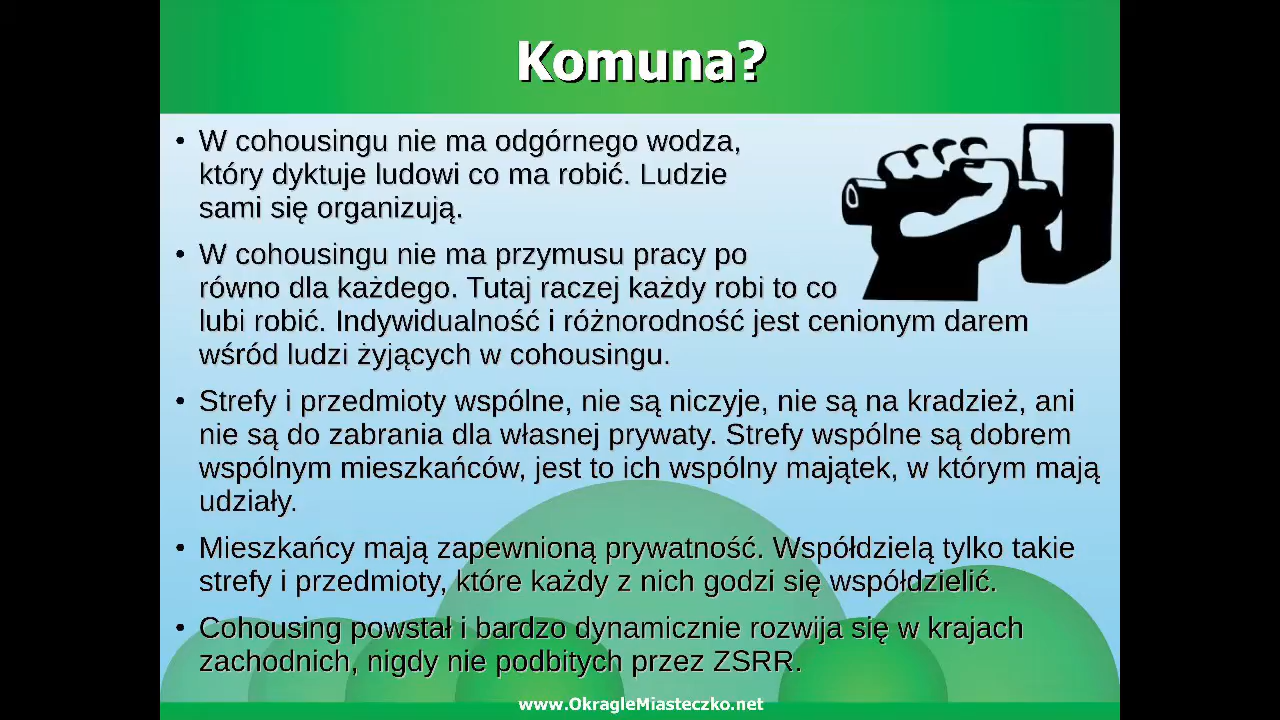 Komuna?
• W cohousingu nie ma odgórnego wodza,
który dyktuje ludowi co ma robić. Ludzie
sami się organizują.
• W cohousingu nie ma przymusu pracy po
równo dla każdego. Tutaj raczej każdy robi to co
lubi robić. Indywidualność i różnorodność jest cenionym darem
wśród ludzi żyjących w cohousingu.
• Strefy i przedmioty wspólne, nie są niczyje, nie są na kradzież, ani
nie są do zabrania dla własnej prywaty. Strefy wspólne są dobrem
wspólnym mieszkańców, jest to ich wspólny majątek, w którym mają
udziały.
• Mieszkańcy mają zapewnioną prywatność. Współdzielą tylko takie
strefy i przedmioty, które każdy z nich godzi się współdzielić.
• Cohousing powstał i bardzo dynamicznie rozwija się w krajach
zachodnich, nigdy nie podbitych przez ZSRR.
www.OkragleMiasteczko.net